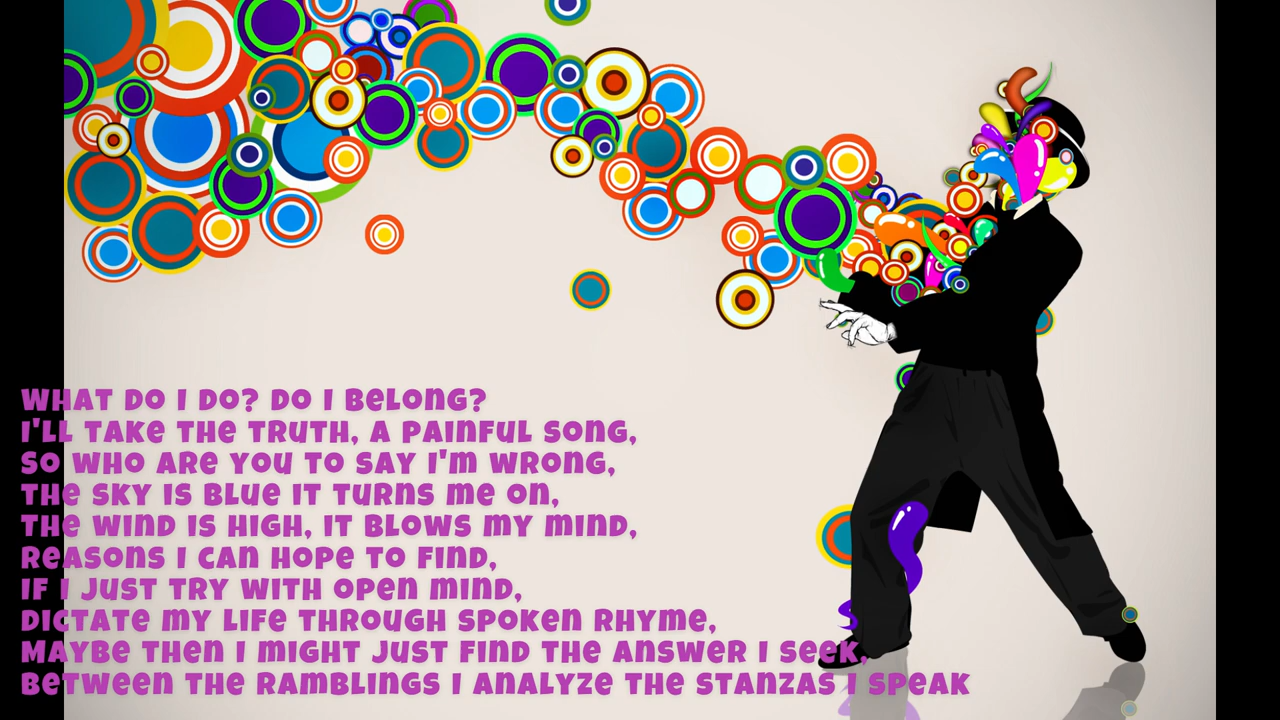 WHAT DO I DO? DO I BELONG?
I'LL TAKE THE TRUTH, A PAINFUL SONG,
SO WHO ARE YOU TO SAY I'M WRONG,
THE SKY IS BLUE IT TURNS ME ON,
THE WIND IS HIGH, IT BLOWS MY MIND,
REASONS I CAN HOPE TO FIND,
IF I JUST TRY WITH OPEN MIND,
DICTATE MY LIFE THROUGH SPOKEN RHYME,
MAYBE THEN I MIGHT JUST FIND THE ANSWER I SEEK,
BETWEEN THE RAMBLINGS I ANALYZE THE STANZAS I SPEAK